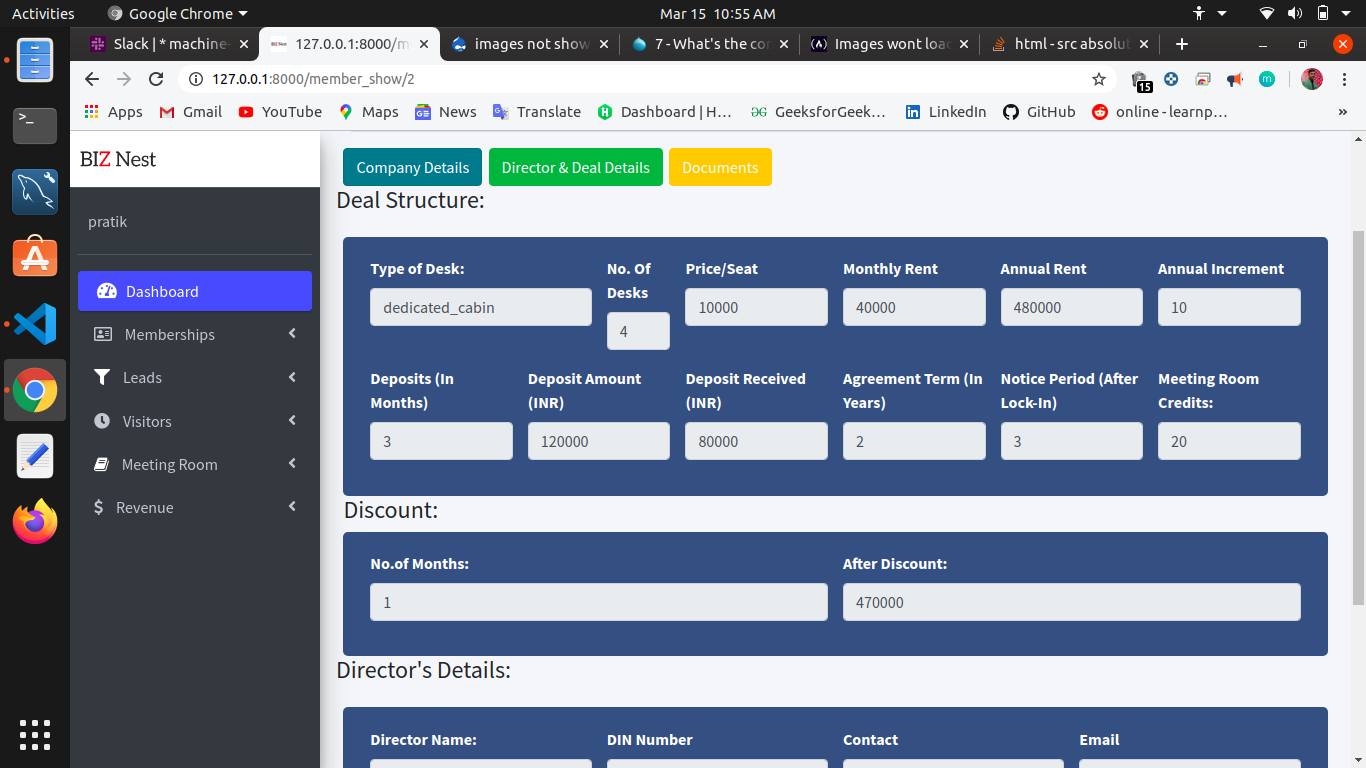 Activities
Google Chrome
Mar 15 10:55 AM
Slack | * machine-
127.0.0.1:8000/m
images not show
7 - What's the co
Images wont load
html - src absolut
127.0.0.1:8000/member_show/2
15
m
Apps
Gmail
YouTube
Maps
News
Translate
Dashboard | H...
GeeksforGeek...
LinkedIn
GitHub
online - learnp...
»
BIZ Nest
pratik
Dashboard
Memberships
Leads
Visitors
Meeting Room
Revenue
Company Details
Director & Deal Details
Documents
Deal Structure:
Type of Desk:
dedicated_cabin
No. Of
Desks
4
Price/Seat
10000
Monthly Rent
40000
Annual Rent
480000
Annual Increment
10
Deposits (In
Months)
3
Deposit Amount
(INR)
120000
Deposit Received
(INR)
80000
Agreement Term (In
Years)
2
Notice Period (After
Lock-In)
3
Meeting Room
Credits:
20
Discount:
No.of Months:
1
After Discount:
470000
Director's Details:
Director Name:
DIN Number
Contact
Email